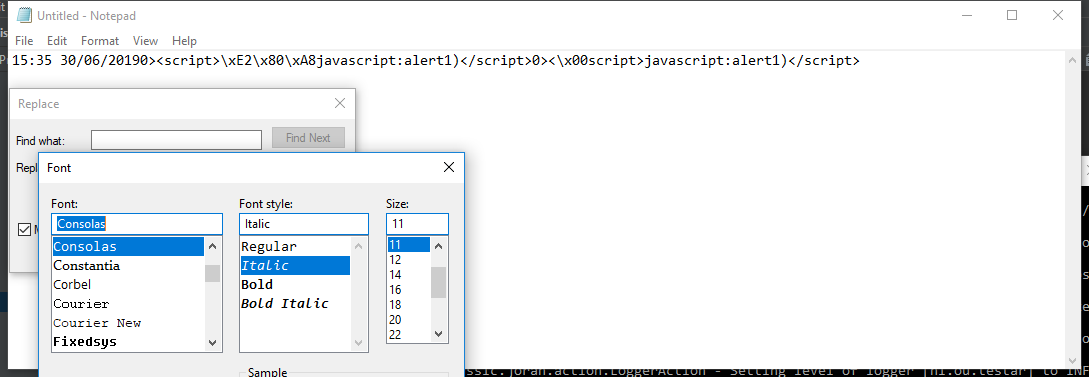 Untitled - Notepad
File Edit Format View Help
15:35 30/06/20190><script>\xE2\x80\xA8javascript:alert1)</script>0><\x00script>javascript:alert1)</script>
Replace
Find what:
Find Next
Repl
Font
Font:
Font style:
Size:
Consolas
Italic
11
Consolas
Constantia
Corbel
Courier
Courier New
Fixedsys
Regular
Italic
Bold
Bold Italic
11
12
14
16
18
20
22
Sample
ssic.joran.action.LoggerAction - Setting level of logger [nl.ou.testar] to INF